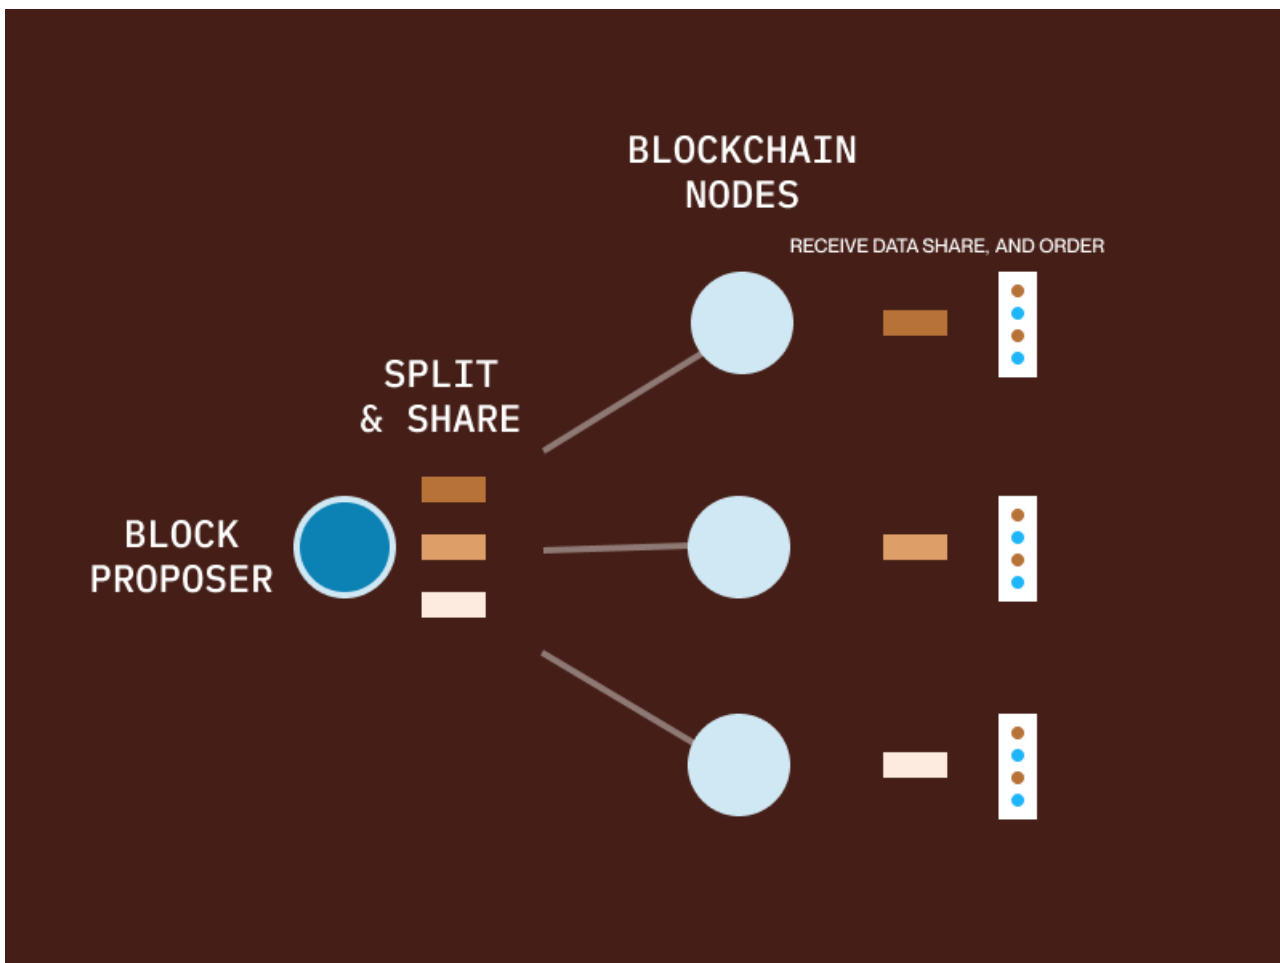 BLOCKCHAIN
NODES
RECEIVE DATA SHARE, AND ORDER
SPLIT
& SHARE
BLOCK
PROPOSER